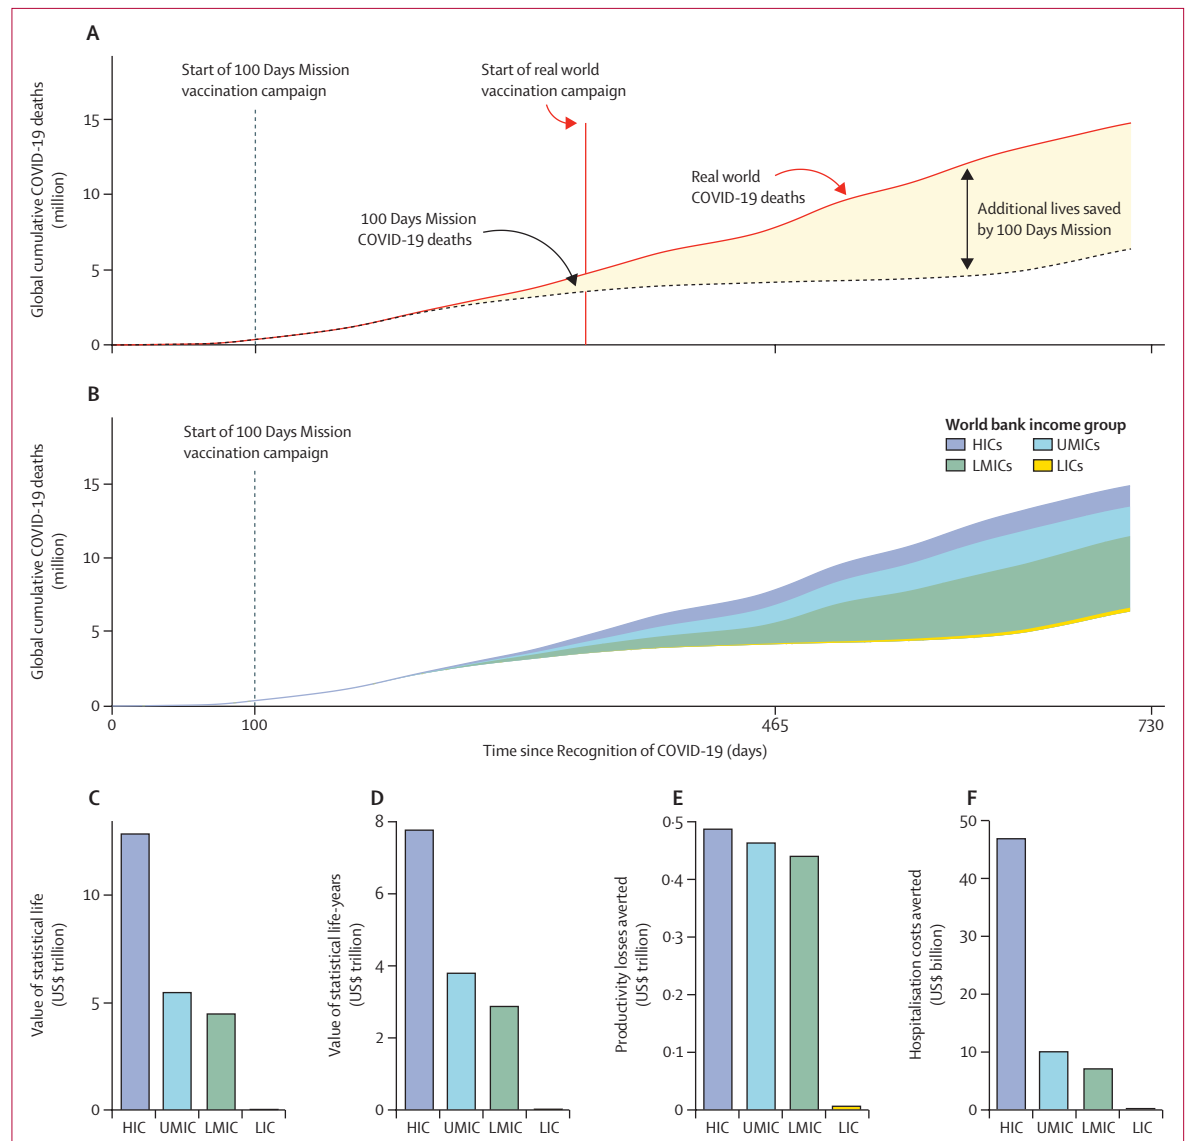 A
Start of 100 Days Mission
vaccination campaign
Start of real world
vaccination campaign
Global cumulative COVID-19 deaths
(million)
15
10
5
0
100 Days Mission
COVID-19 deaths
Real world
COVID-19 deaths
Additional lives saved
by 100 Days Mission
B
Start of 100 Days Mission
vaccination campaign
World bank income group
HICs
UMICs
LMICs
LICs
Global cumulative COVID-19 deaths
(million)
15
10
5
0
0
100
465
730
Time since Recognition of COVID-19 (days)
C
Value of statistical life
(US$ trillion)
10
5
0
HIC
UMIC
LMIC
LIC
D
Value of statistical life-years
(US$ trillion)
8
6
4
2
0
HIC
UMIC
LMIC
LIC
E
Productivity losses averted
(US$ trillion)
0·5
0·4
0·3
0·2
0·1
0
HIC
UMIC
LMIC
LIC
F
Hospitalisation costs averted
(US$ billion)
50
40
30
20
10
0
HIC
UMIC
LMIC
LIC